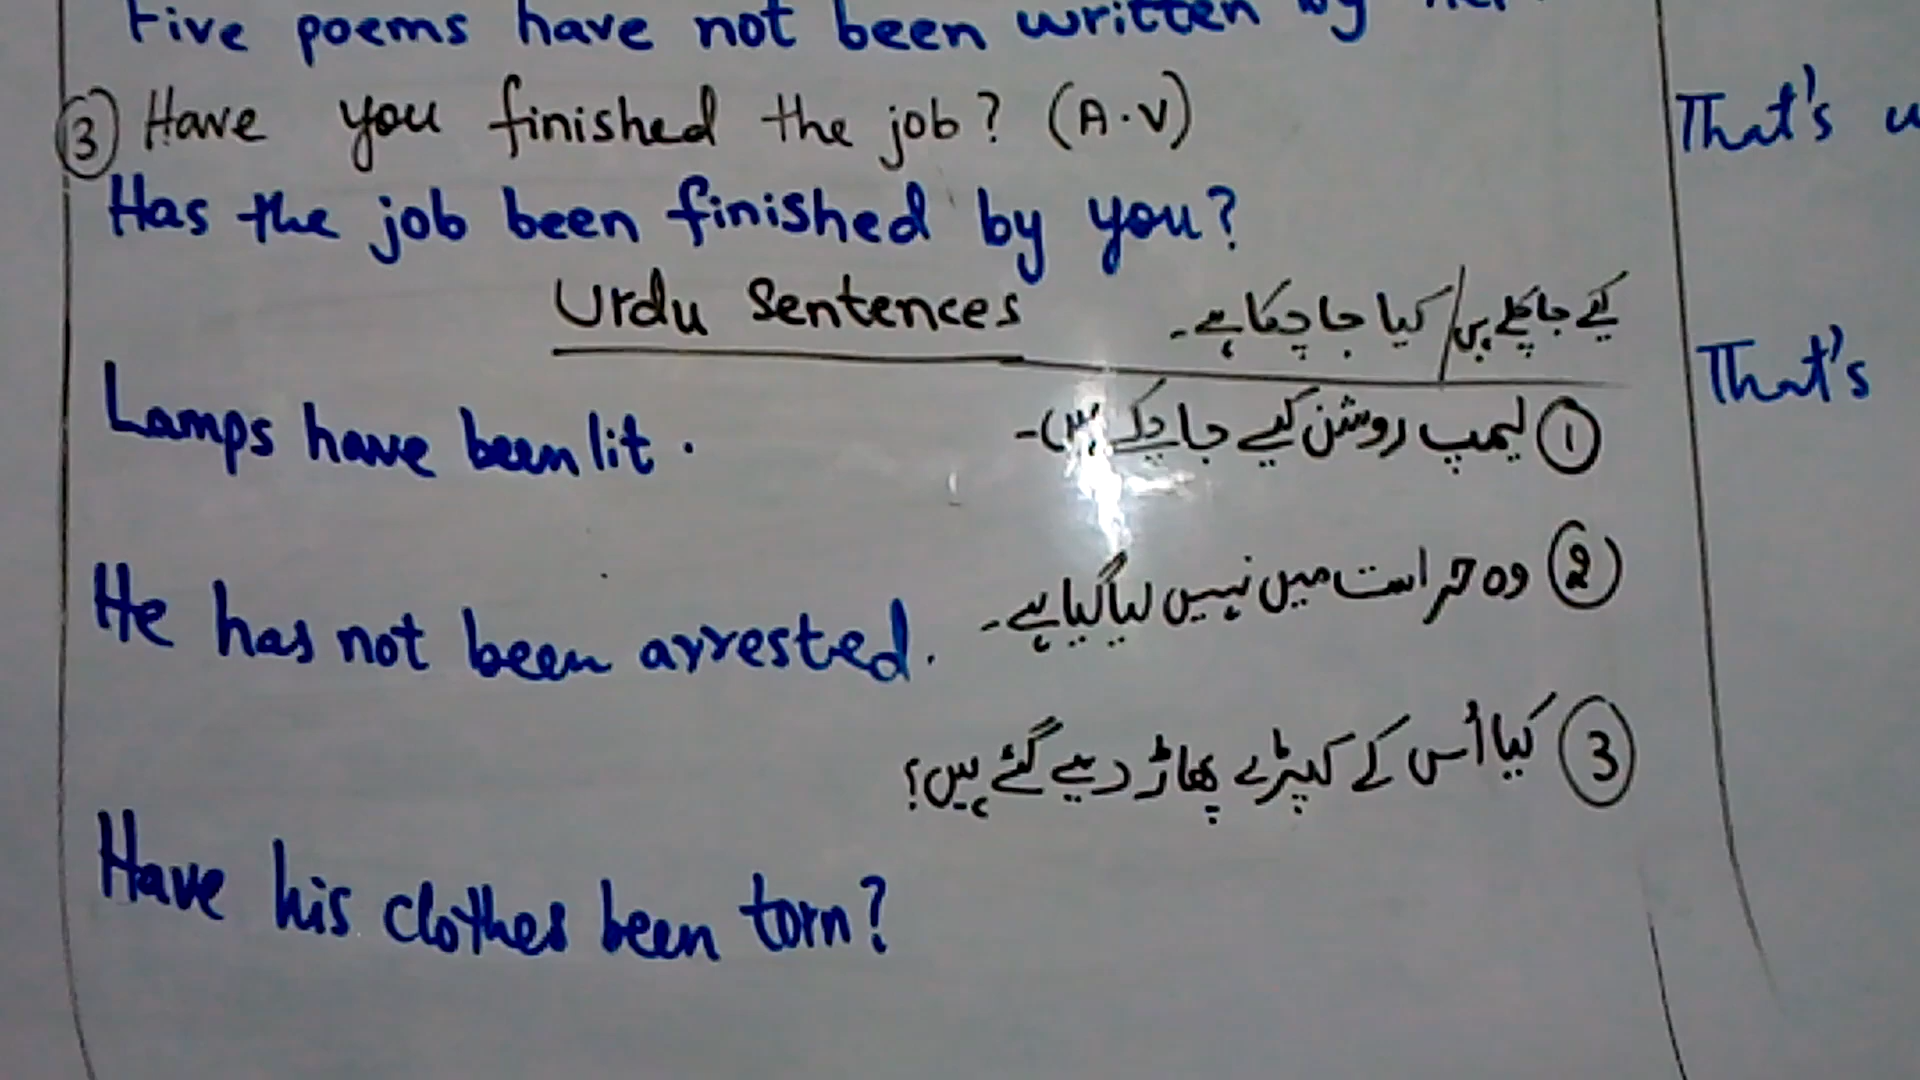 Five poems have not been written by her
③ Have you finished the job? (A.V)
Has the job been finished by you?
Urdu Sentences
کیے جا چکے ہیں/کیا جا چکا ہے۔
① لیمپ روشن کیے جا چکے ہیں۔
Lamps have been lit.
② وہ حراست میں نہیں لیا گیا ہے۔
He has not been arrested.
③ کیا اُس کے کپڑے پھاڑ دیے گئے ہیں؟
Have his clothes been torn?
That's
That's